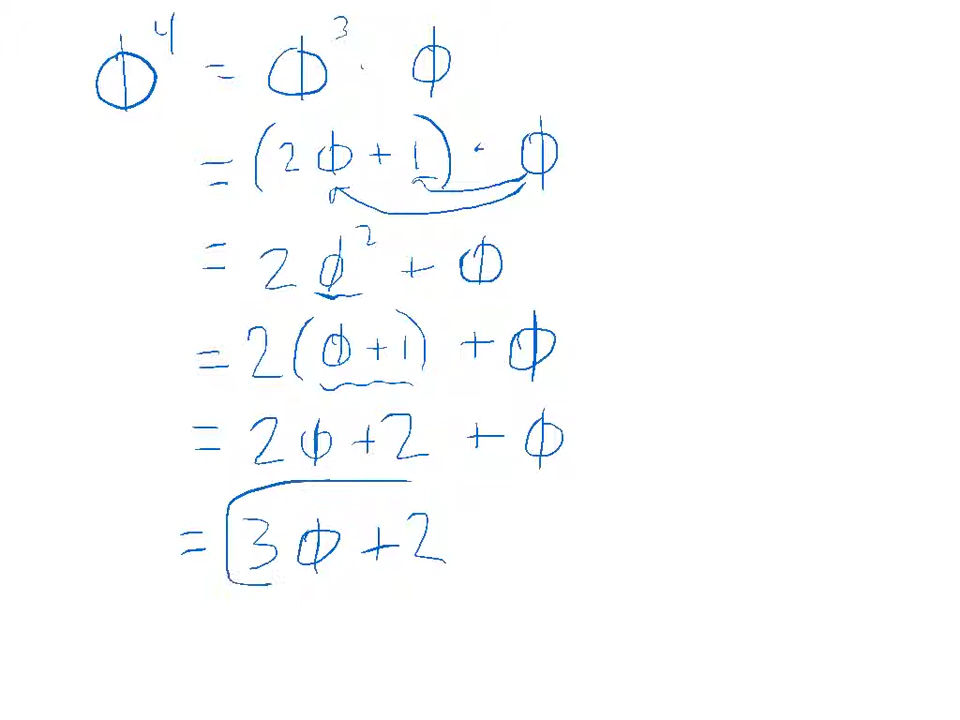 ϕ⁴ = ϕ³ · ϕ
= (2ϕ + 1) · ϕ
= 2ϕ² + ϕ
= 2(ϕ + 1) + ϕ
= 2ϕ + 2 + ϕ
= 3ϕ + 2